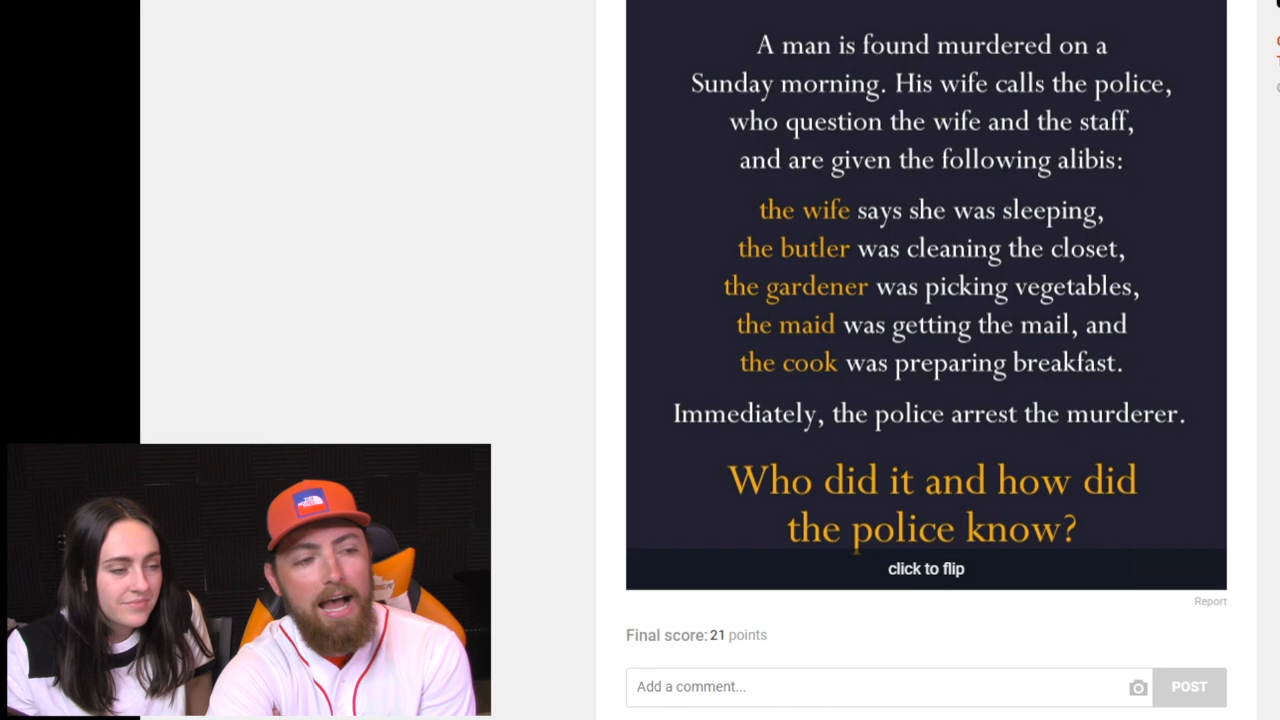 A man is found murdered on a
Sunday morning. His wife calls the police,
who question the wife and the staff,
and are given the following alibis:
the wife says she was sleeping,
the butler was cleaning the closet,
the gardener was picking vegetables,
the maid was getting the mail, and
the cook was preparing breakfast.
Immediately, the police arrest the murderer.
Who did it and how did
the police know?
click to flip
Report
Final score: 21 points
Add a comment...
POST